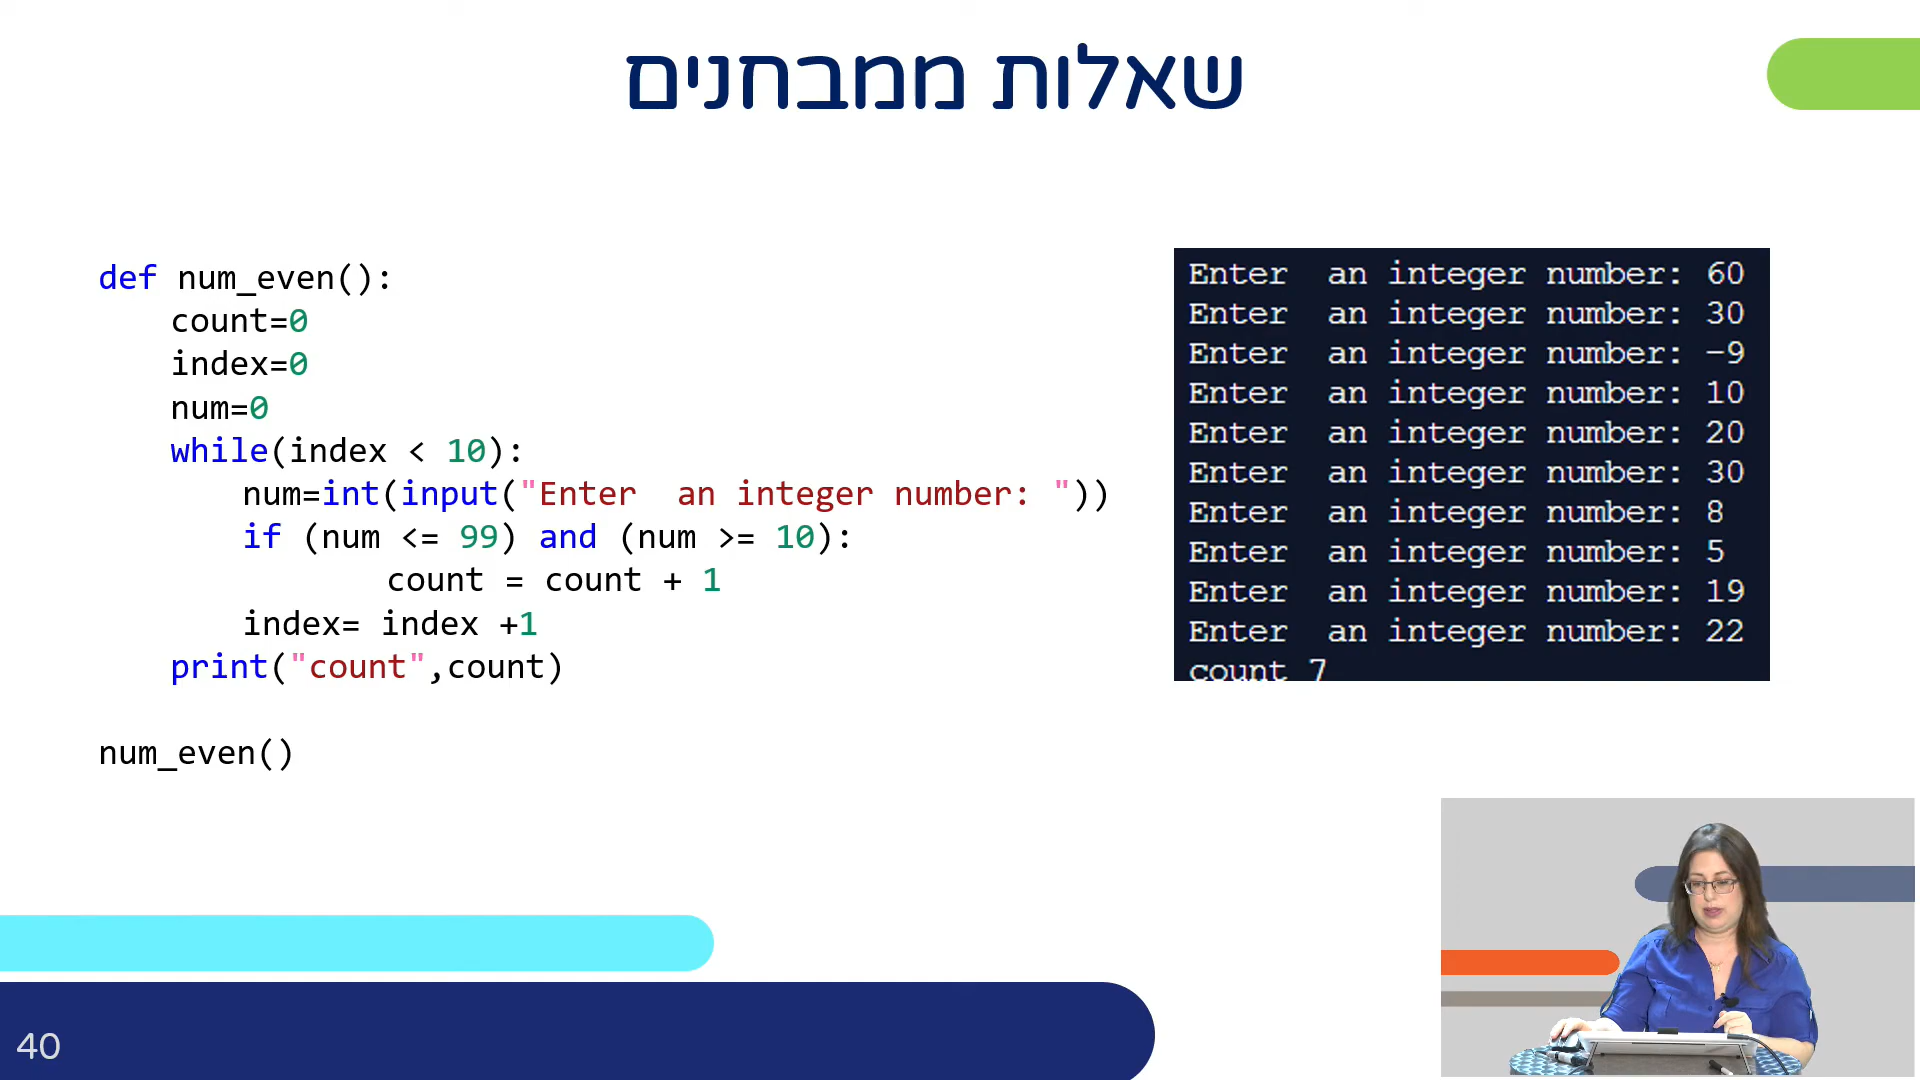 שאלות ממבחנים
def num_even():
count=0
index=0
num=0
while(index < 10):
num=int(input("Enter  an integer number: "))
if (num <= 99) and (num >= 10):
count = count + 1
index= index +1
print("count",count)
num_even()
Enter  an integer number: 60
Enter  an integer number: 30
Enter  an integer number: -9
Enter  an integer number: 10
Enter  an integer number: 20
Enter  an integer number: 30
Enter  an integer number: 8
Enter  an integer number: 5
Enter  an integer number: 19
Enter  an integer number: 22
count 7
40